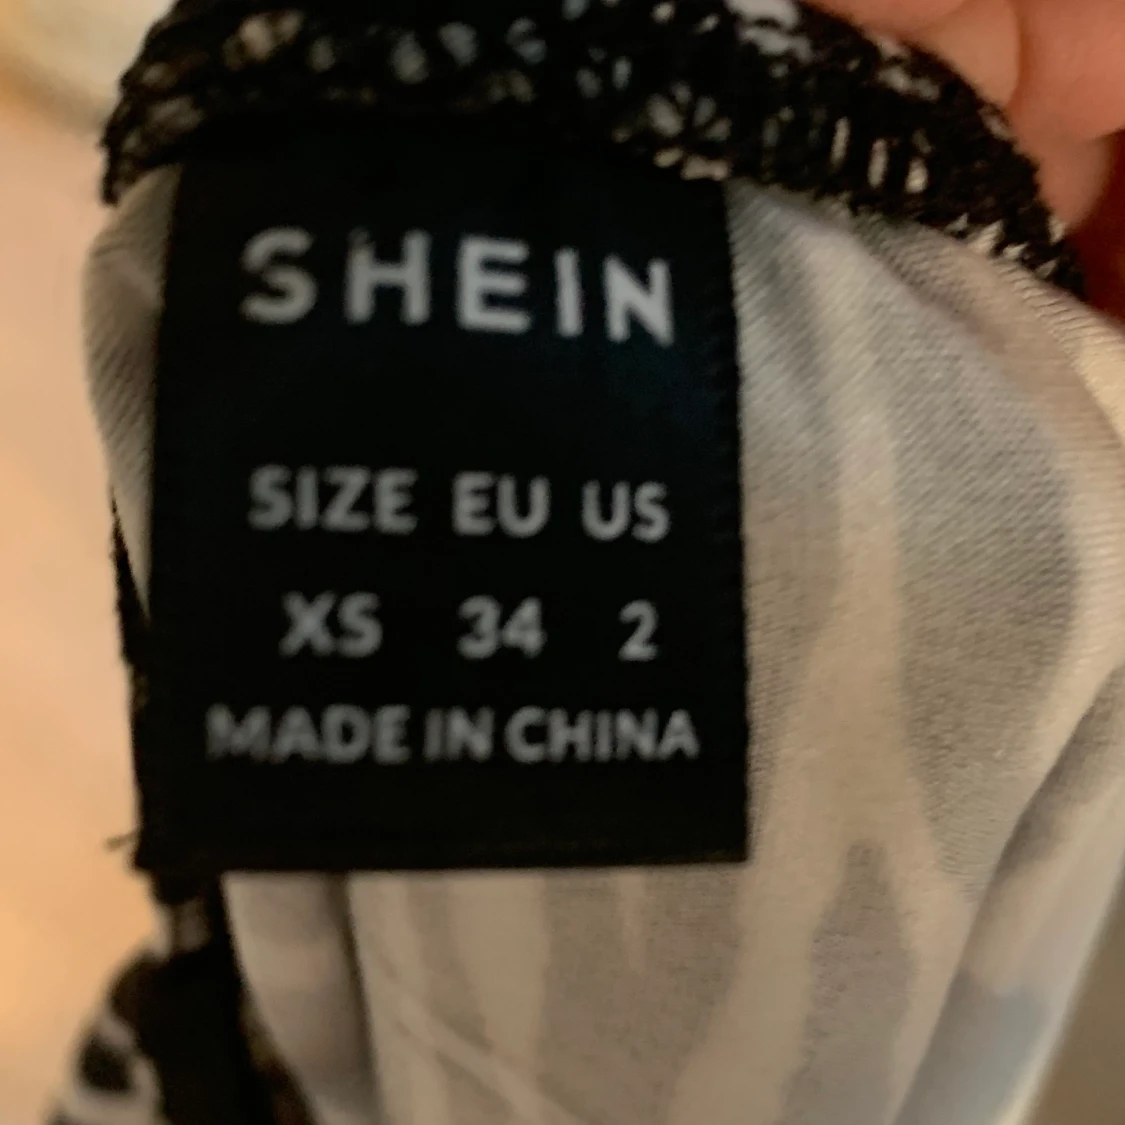 SHEIN
SIZE EU US
XS 34 2
MADE IN CHINA